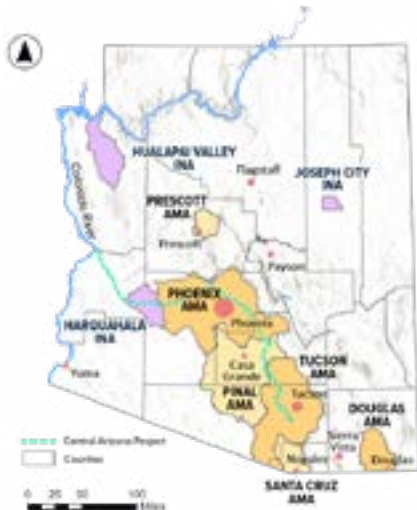 HUALAPAI VALLEY
INA
Flagstaff
JOSEPH CITY
INA
Colorado River
PRESCOTT
AMA
Prescott
Payson
PHOENIX
AMA
Phoenix
HARQUAHALA
INA
Casa
Grande
TUCSON
AMA
Yuma
PINAL
AMA
Tucson
DOUGLAS
AMA
Sierra
Vista
Nogales
Douglas
SANTA CRUZ
AMA
Central Arizona Project
Counties
0 25 50 100
Miles